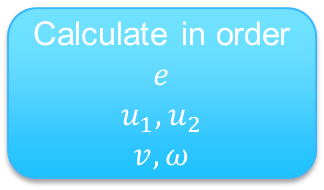 Calculate in order
e
u₁, u₂
v, ω